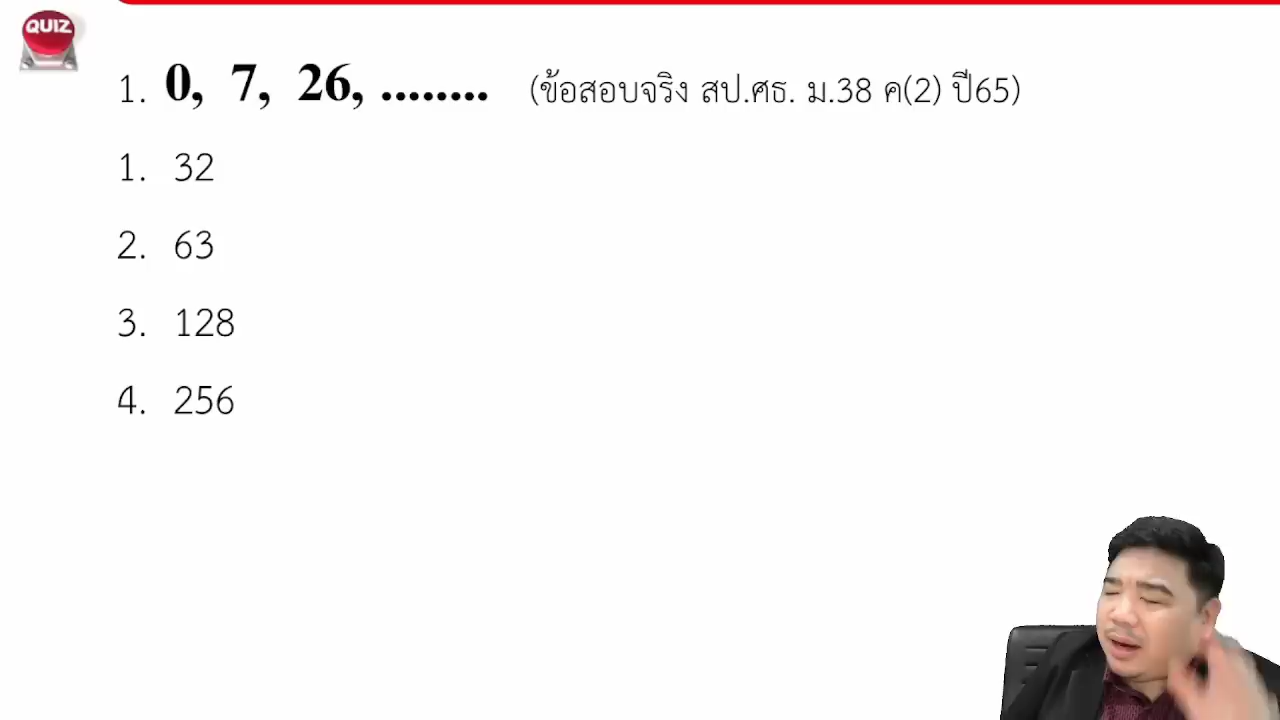 QUIZ
1. 0, 7, 26, ........ (ข้อสอบจริง สป.ศธ. ม.38 ค(2) ปี65)
1. 32
2. 63
3. 128
4. 256